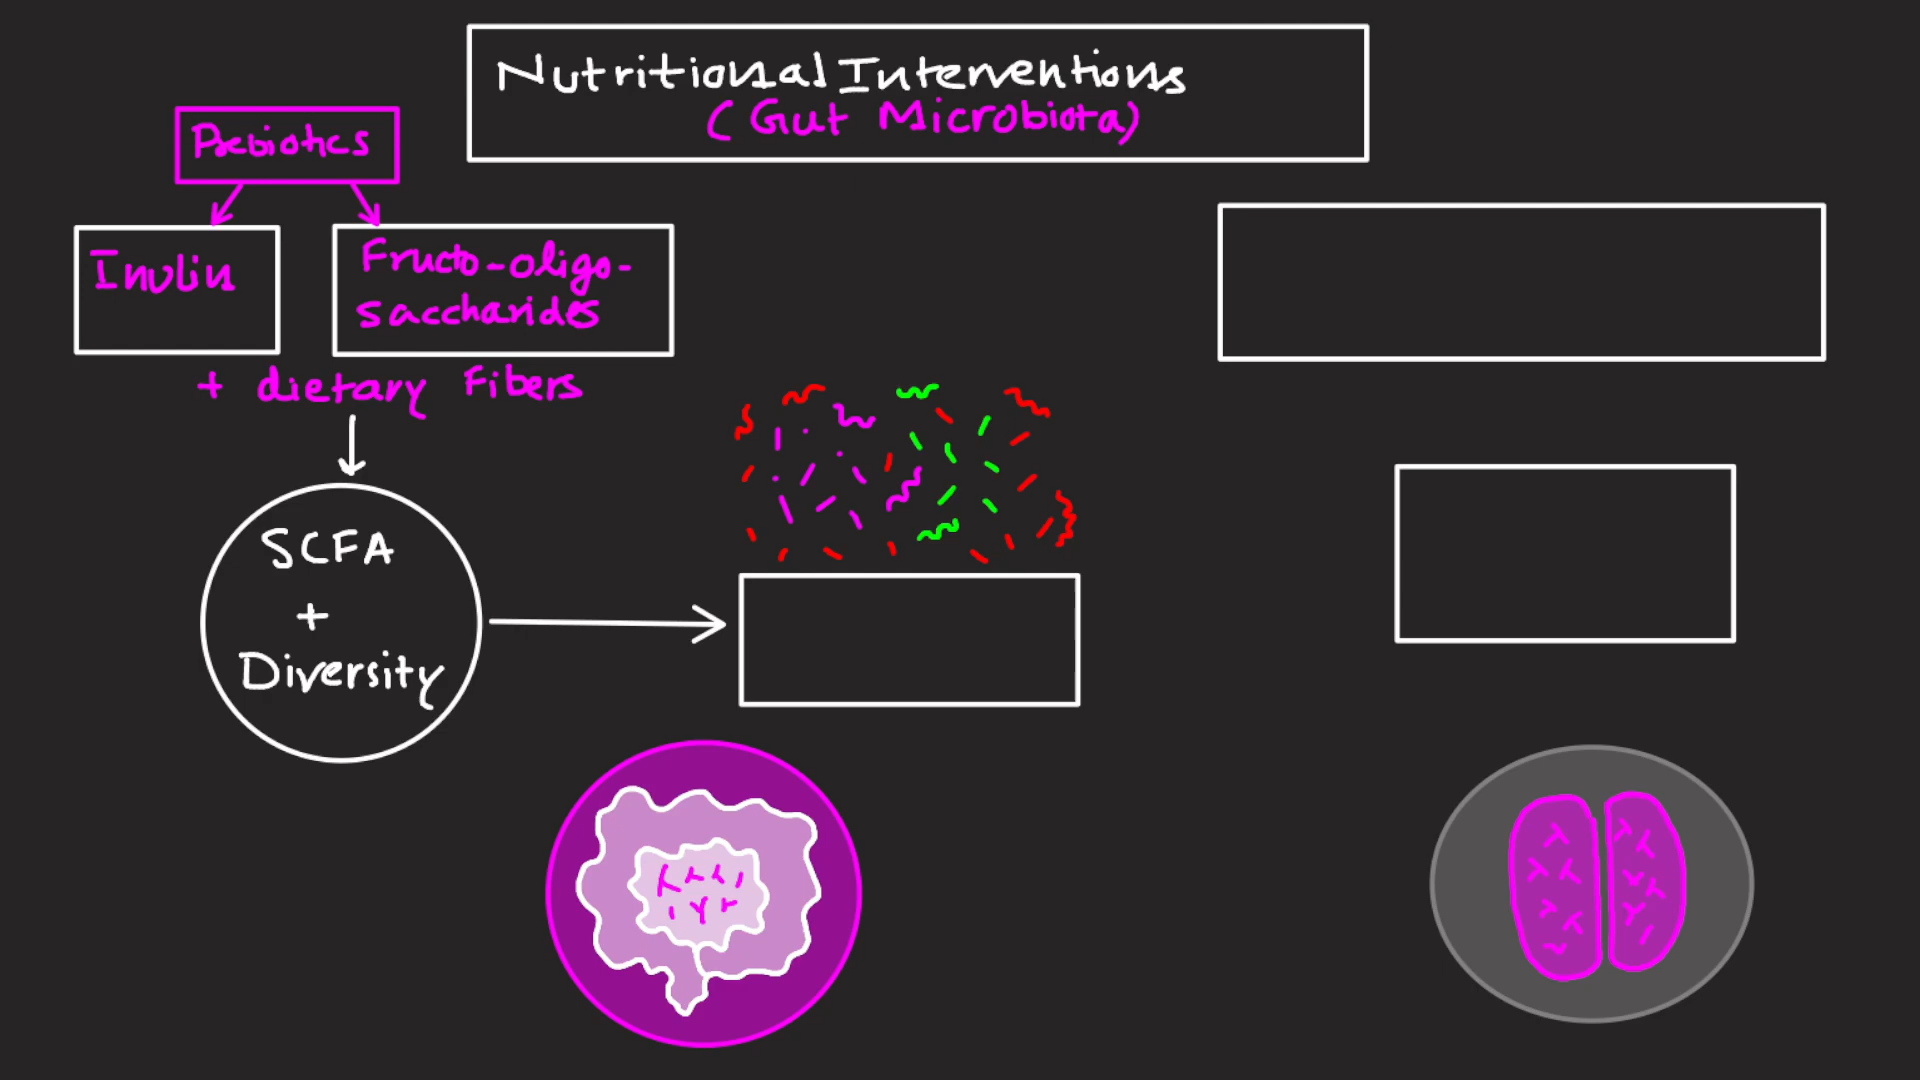 Nutritional Interventions
(Gut Microbiota)
Prebiotics
Inulin
Fructo-oligo-
saccharides
+ dietary Fibers
SCFA
+
Diversity